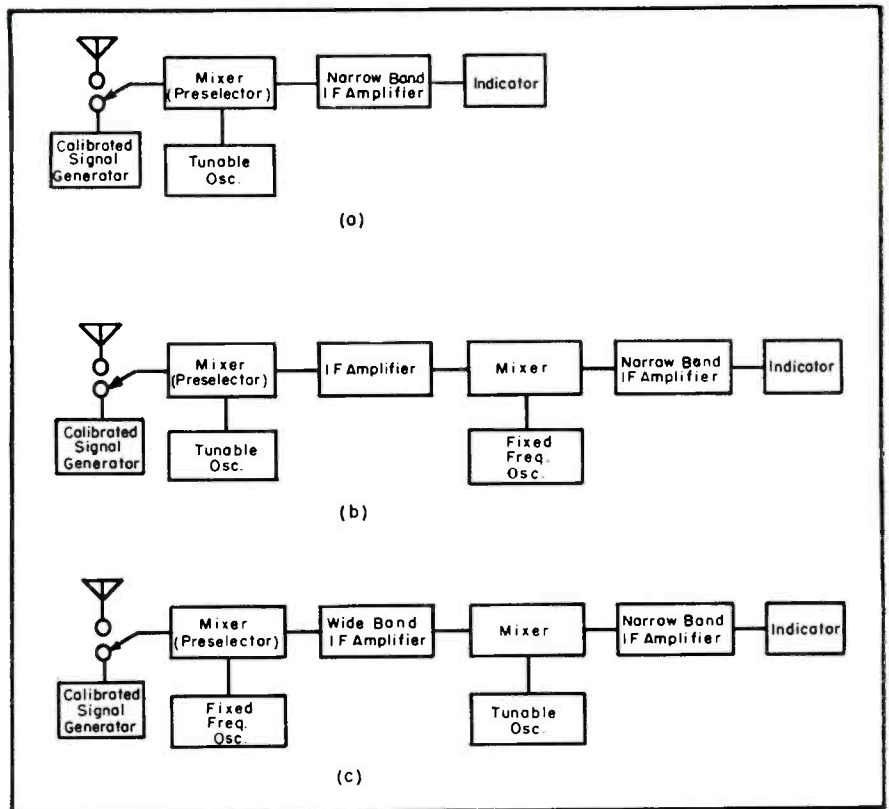 Mixer
(Preselector)
Narrow Band
IF Amplifier
Indicator
Calibrated
Signal
Generator
Tunable
Osc.
(a)
Mixer
(Preselector)
IF Amplifier
Mixer
Narrow Band
IF Amplifier
Indicator
Calibrated
Signal
Generator
Tunable
Osc.
Fixed
Freq.
Osc.
(b)
Mixer
(Preselector)
Wide Band
IF Amplifier
Mixer
Narrow Band
IF Amplifier
Indicator
Calibrated
Signal
Generator
Fixed
Freq.
Osc.
Tunable
Osc.
(c)